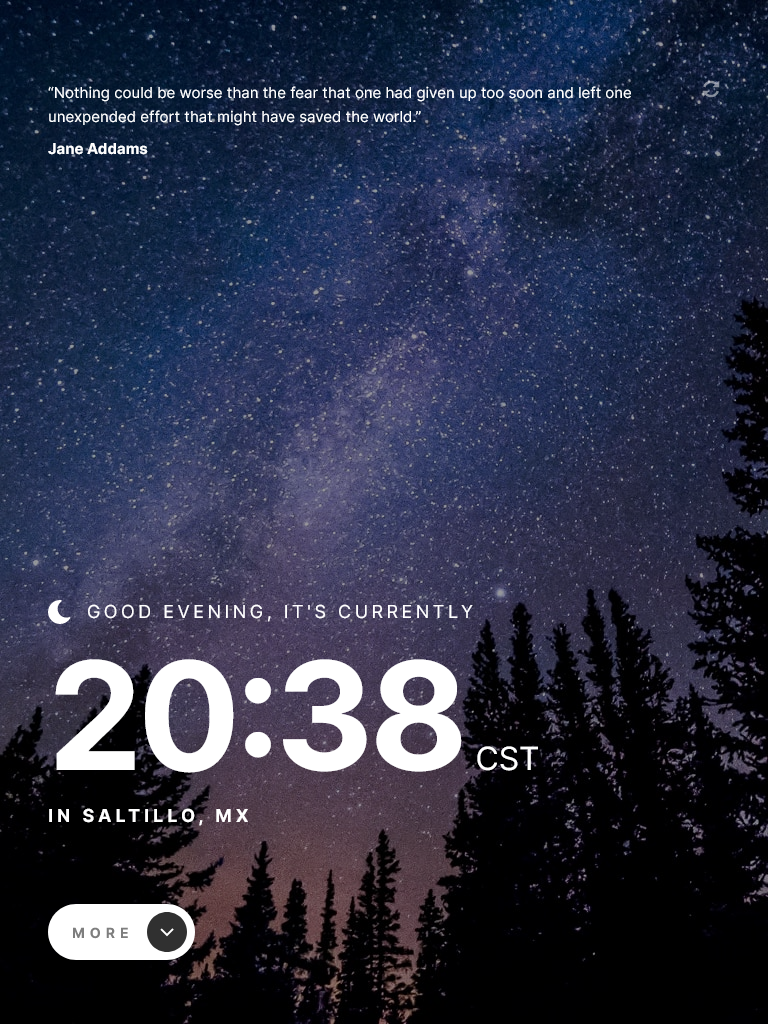 “Nothing could be worse than the fear that one had given up too soon and left one
unexpended effort that might have saved the world.”
Jane Addams
GOOD EVENING, IT'S CURRENTLY
20:38 CST
IN SALTILLO, MX
MORE